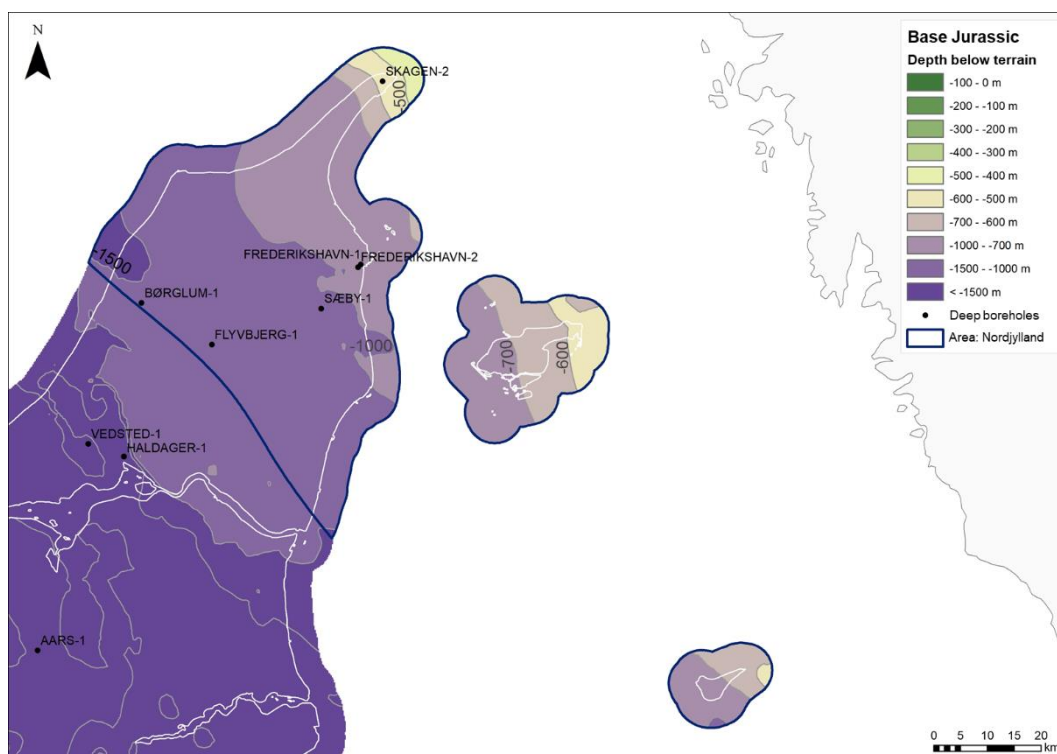 N
SKAGEN-2
-500
-1500
FREDERIKSHAVN-1
FREDERIKSHAVN-2
BØRGLUM-1
SÆBY-1
FLYVBJERG-1
-1000
-700
-600
VEDSTED-1
HALDAGER-1
AARS-1
Base Jurassic
Depth below terrain
-100 - 0 m
-200 - -100 m
-300 - -200 m
-400 - -300 m
-500 - -400 m
-600 - -500 m
-700 - -600 m
-1000 - -700 m
-1500 - -1000 m
< -1500 m
Deep boreholes
Area: Nordjylland
0 5 10 15 20
km